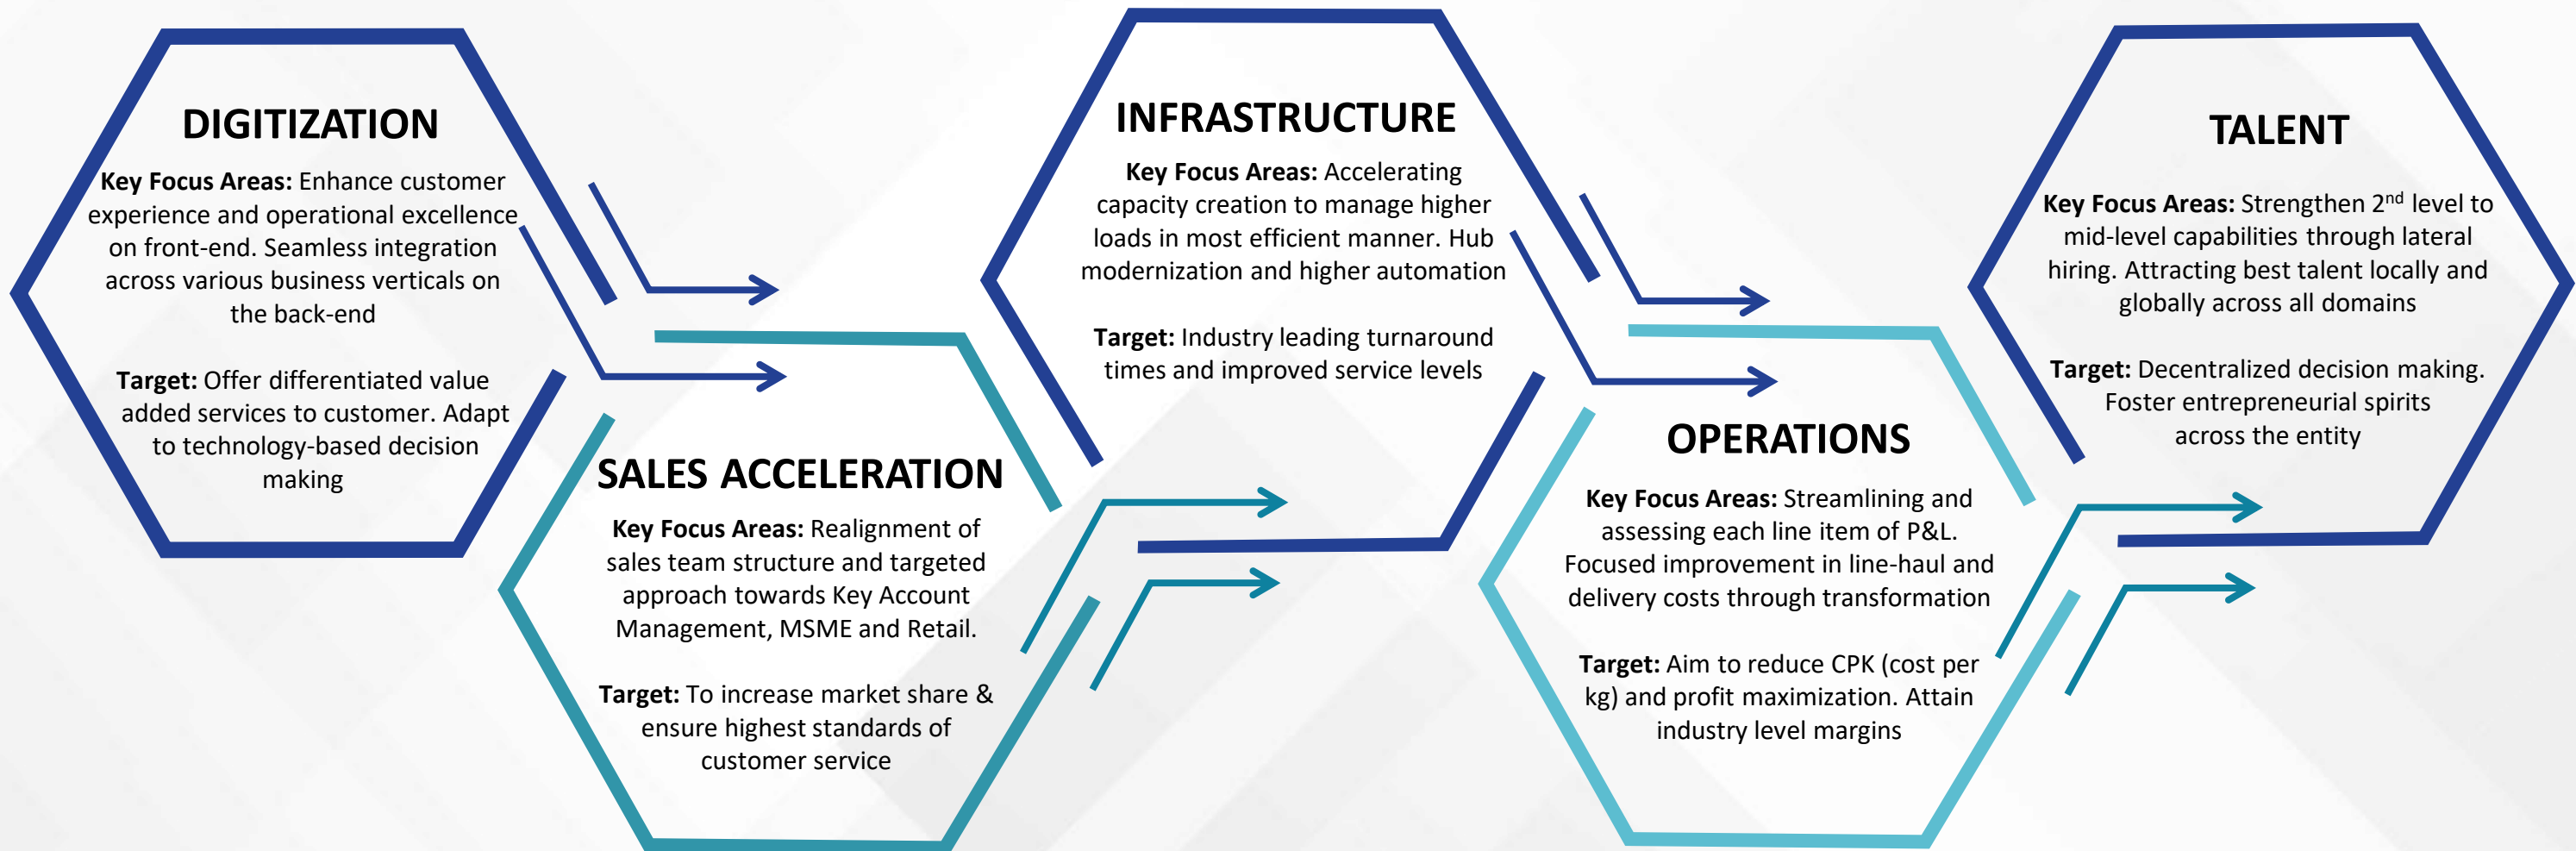 DIGITIZATION
Key Focus Areas: Enhance customer
experience and operational excellence
on front-end. Seamless integration
across various business verticals on
the back-end
Target: Offer differentiated value
added services to customer. Adapt
to technology-based decision
making
SALES ACCELERATION
Key Focus Areas: Realignment of
sales team structure and targeted
approach towards Key Account
Management, MSME and Retail.
Target: To increase market share &
ensure highest standards of
customer service
INFRASTRUCTURE
Key Focus Areas: Accelerating
capacity creation to manage higher
loads in most efficient manner. Hub
modernization and higher automation
Target: Industry leading turnaround
times and improved service levels
OPERATIONS
Key Focus Areas: Streamlining and
assessing each line item of P&L.
Focused improvement in line-haul and
delivery costs through transformation
Target: Aim to reduce CPK (cost per
kg) and profit maximization. Attain
industry level margins
TALENT
Key Focus Areas: Strengthen 2nd level to
mid-level capabilities through lateral
hiring. Attracting best talent locally and
globally across all domains
Target: Decentralized decision making.
Foster entrepreneurial spirits
across the entity